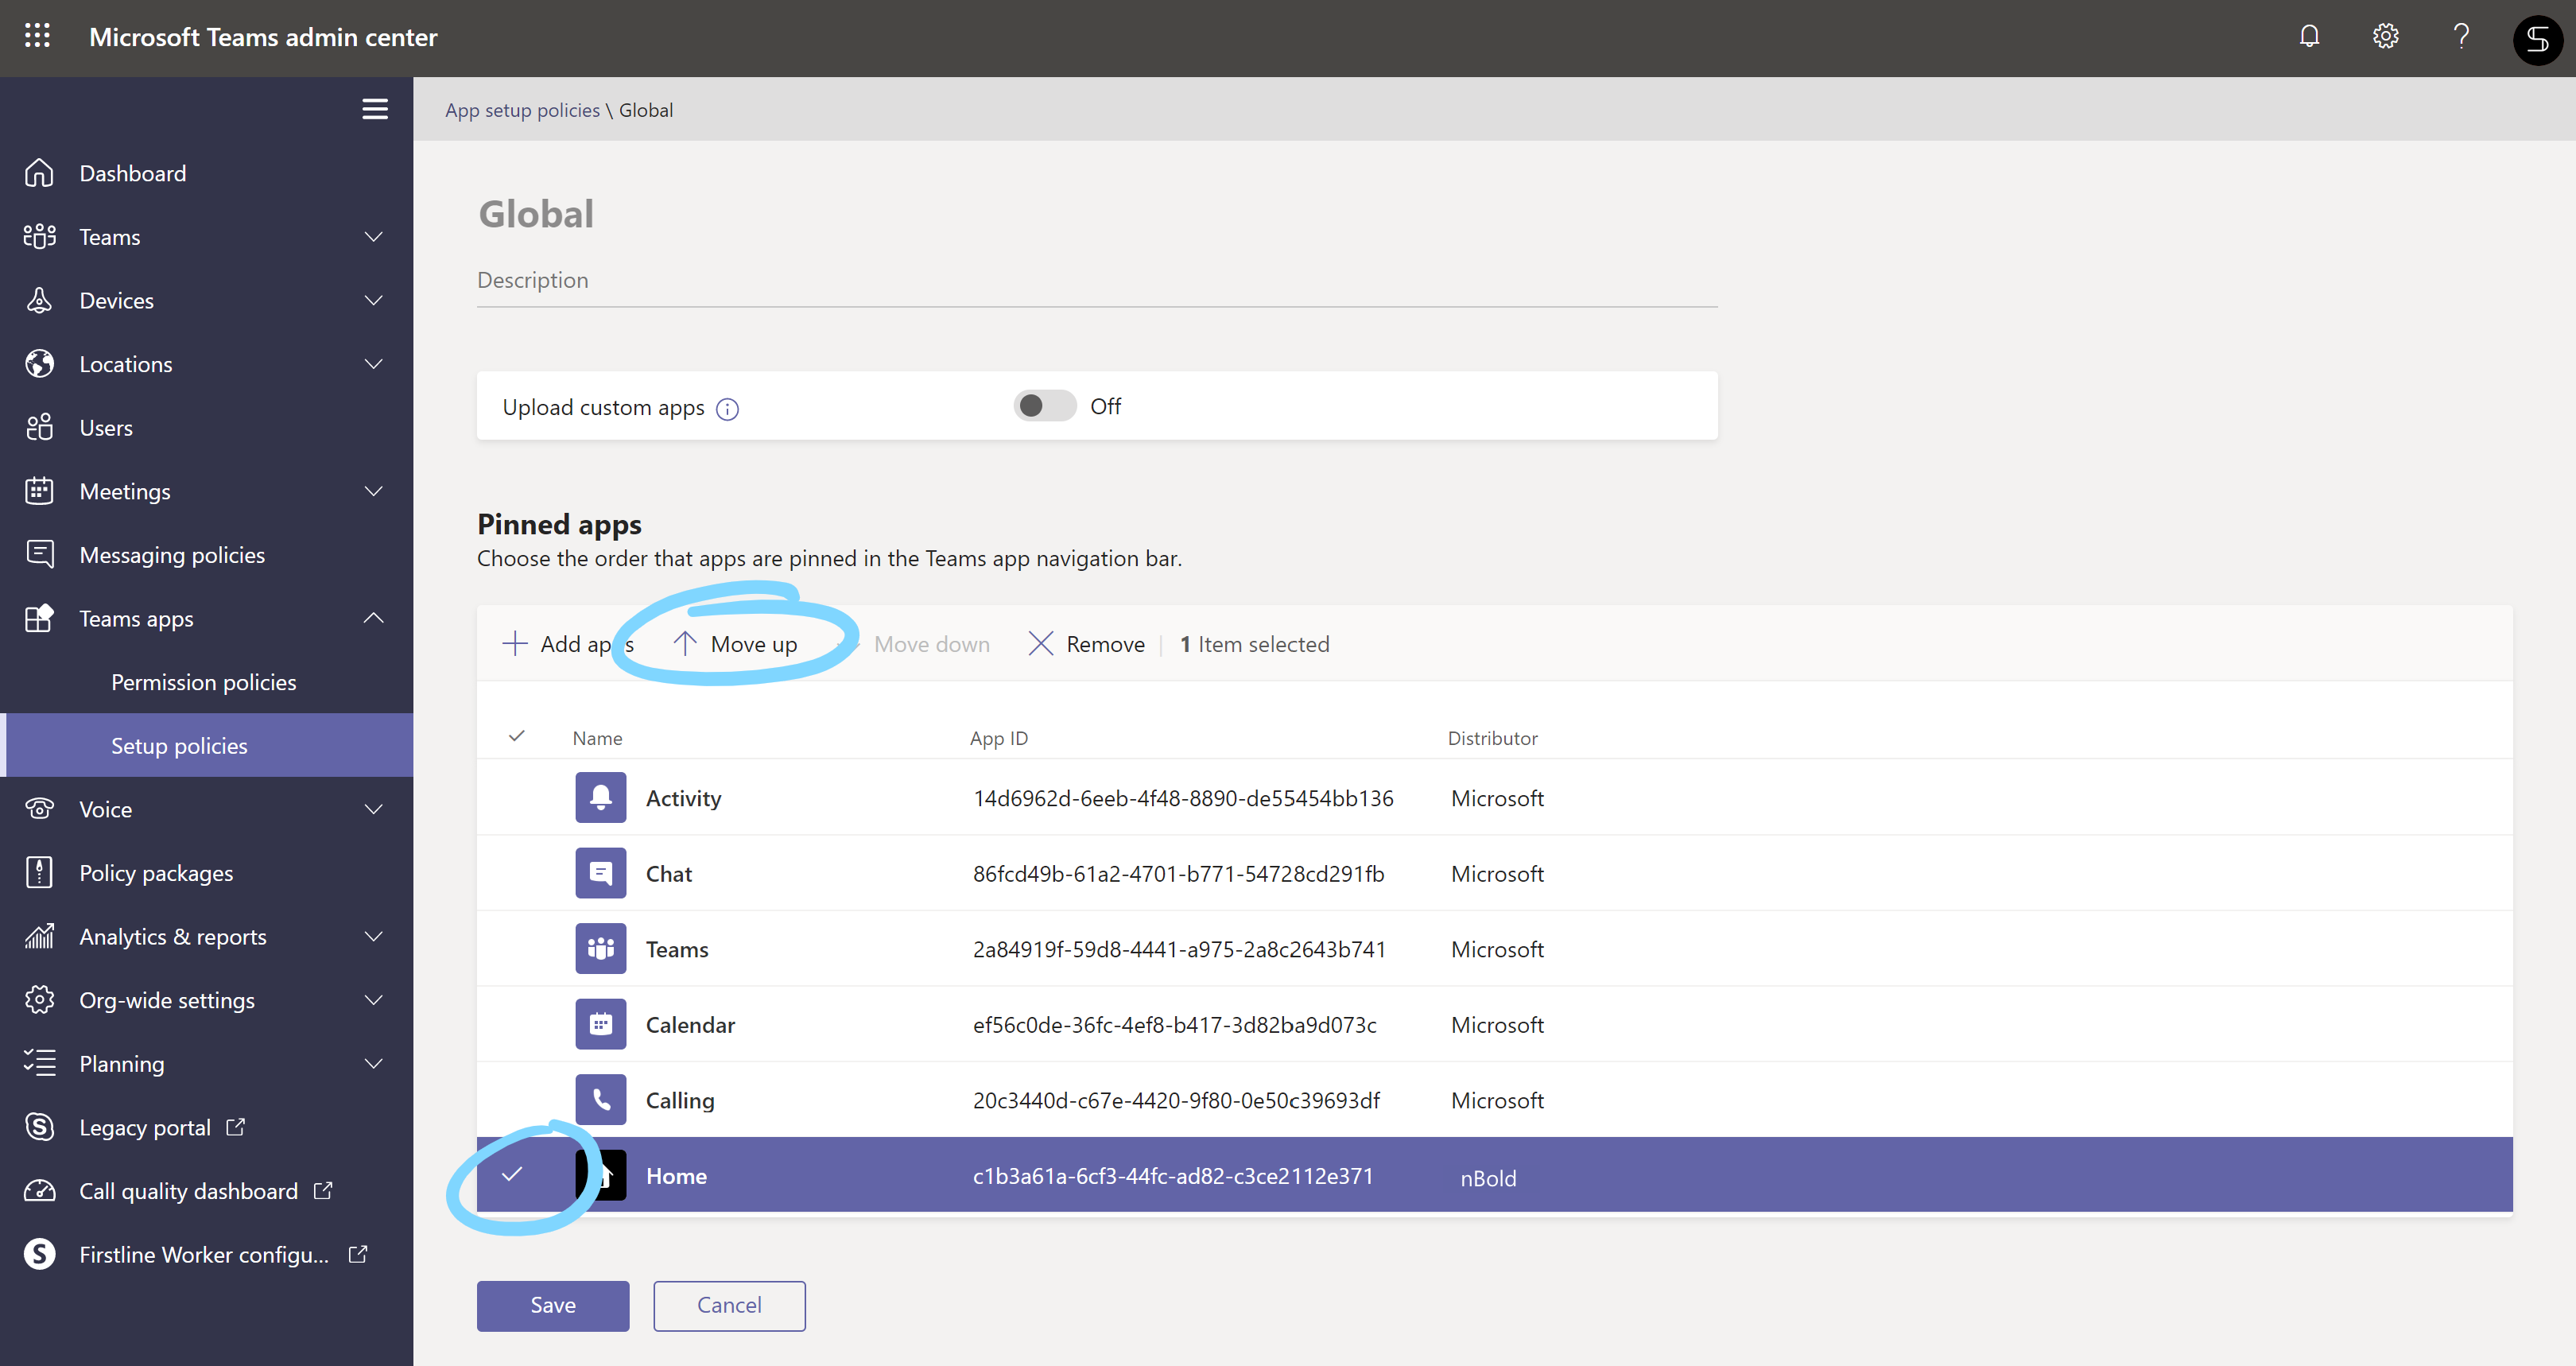 Microsoft Teams admin center
App setup policies \ Global
Dashboard
Teams
Devices
Locations
Users
Meetings
Messaging policies
Teams apps
Permission policies
Setup policies
Voice
Policy packages
Analytics & reports
Org-wide settings
Planning
Legacy portal
Call quality dashboard
Firstline Worker configu...
Global
Description
Upload custom apps Off
Pinned apps
Choose the order that apps are pinned in the Teams app navigation bar.
Add apps Move up Move down Remove 1 Item selected
Name App ID Distributor
Activity 14d6962d-6eeb-4f48-8890-de55454bb136 Microsoft
Chat 86fcd49b-61a2-4701-b771-54728cd291fb Microsoft
Teams 2a84919f-59d8-4441-a975-2a8c2643b741 Microsoft
Calendar ef56c0de-36fc-4ef8-b417-3d82ba9d073c Microsoft
Calling 20c3440d-c67e-4420-9f80-0e50c39693df Microsoft
Home c1b3a61a-6cf3-44fc-ad82-c3ce2112e371 nBold
Save Cancel